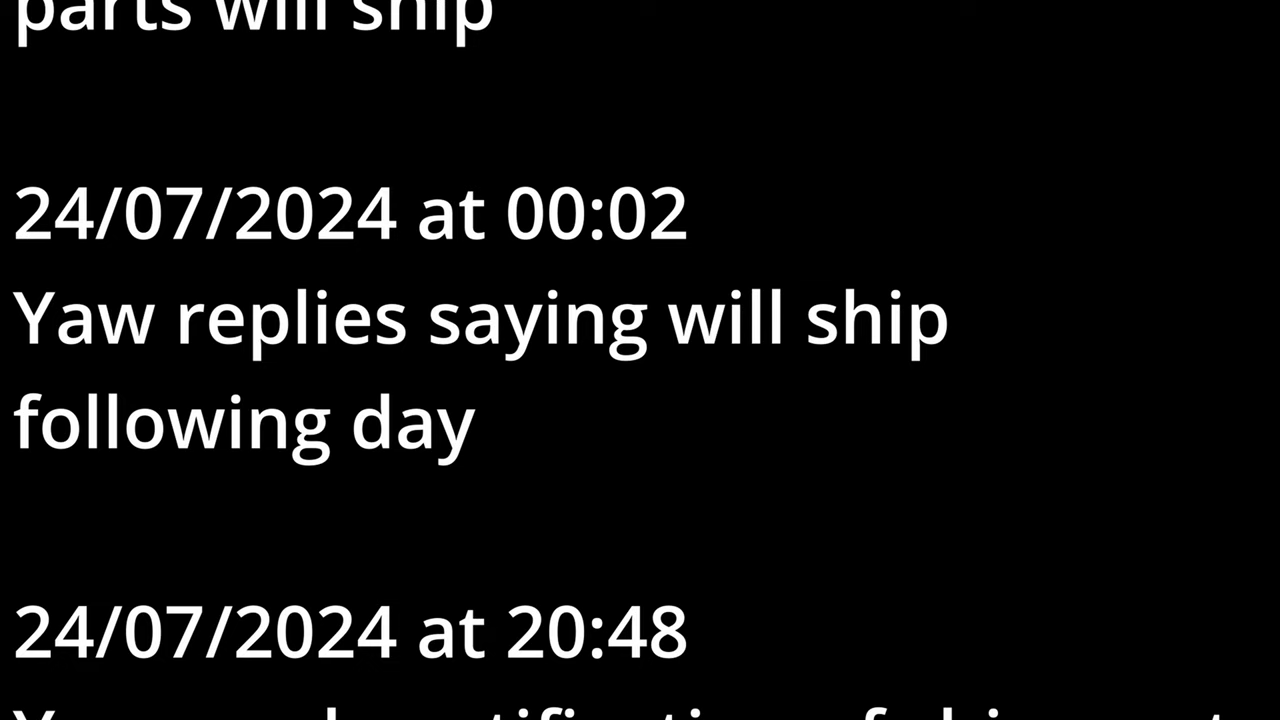 parts will ship
24/07/2024 at 00:02
Yaw replies saying will ship
following day
24/07/2024 at 20:48